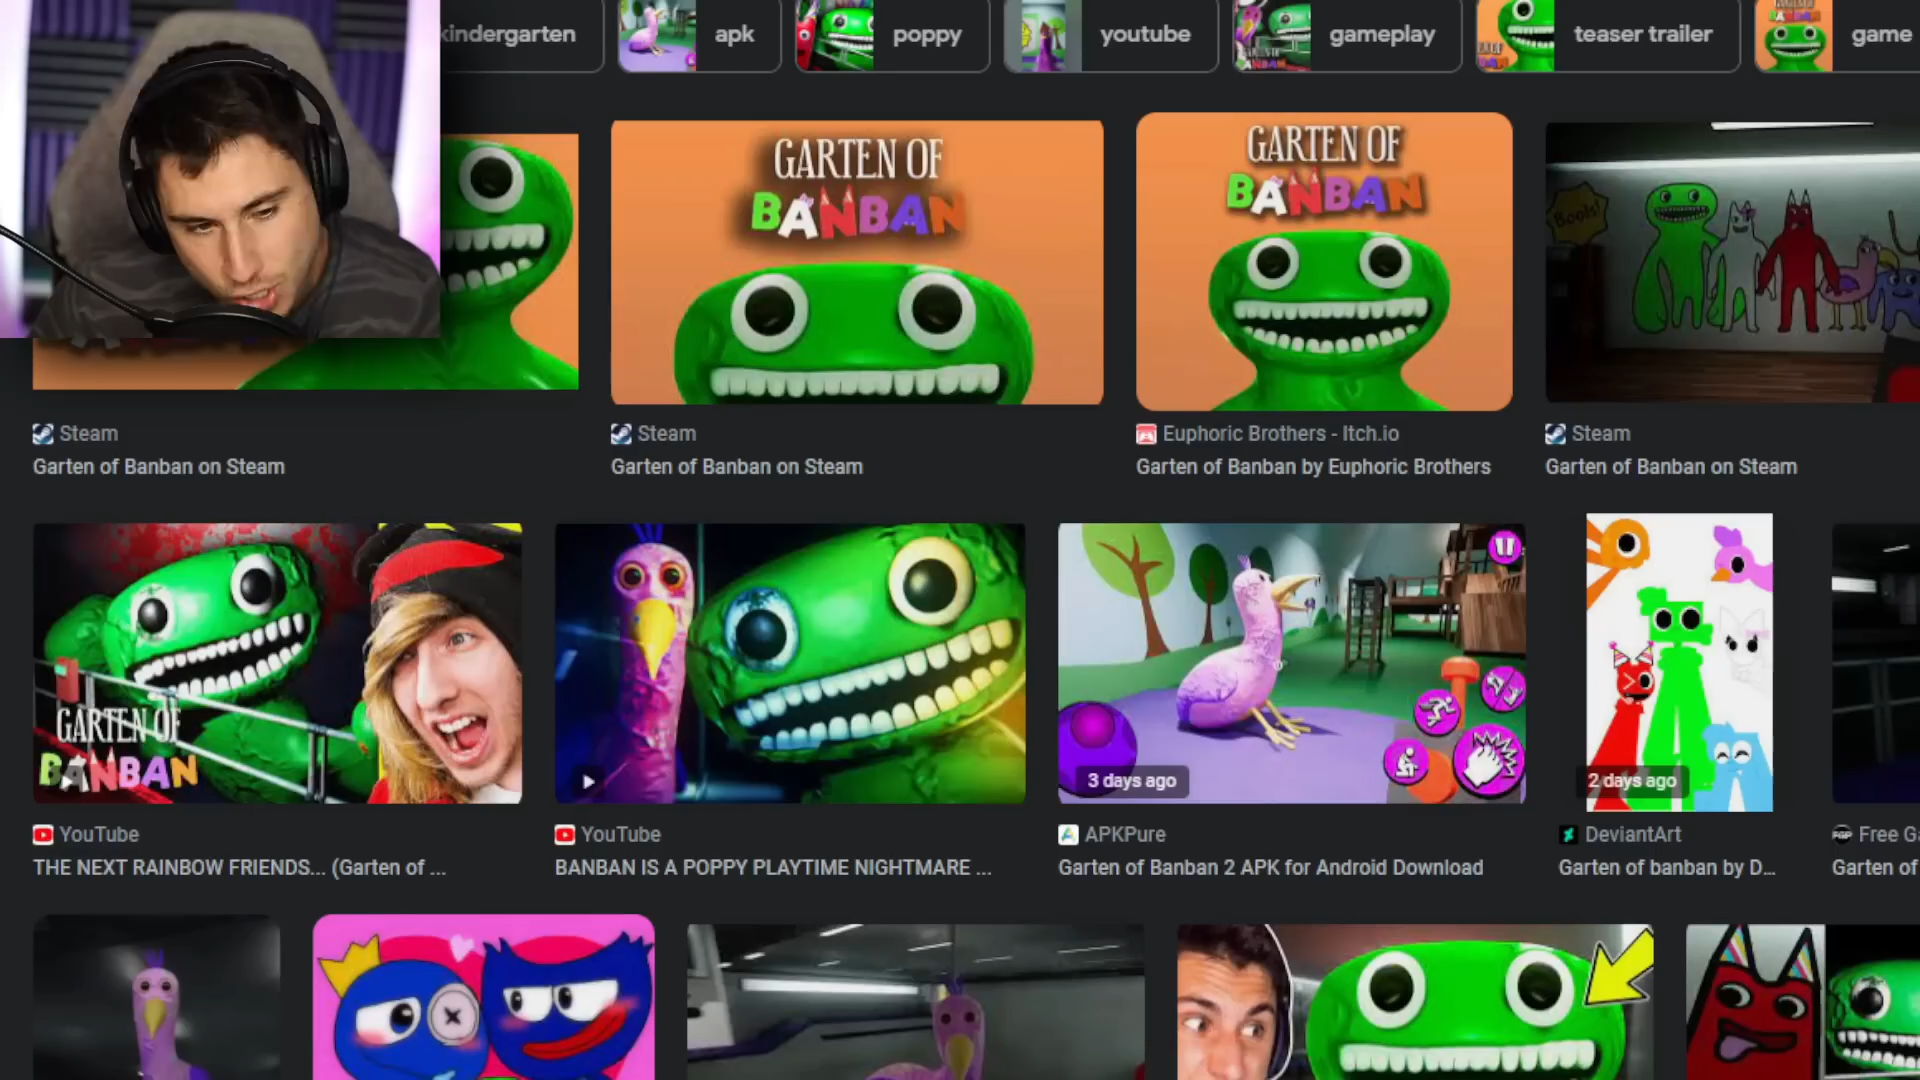 kindergarten
apk
poppy
youtube
gameplay
teaser trailer
game
GARTEN OF
BANBAN
GARTEN OF
BANBAN
Steam
Garten of Banban on Steam
Steam
Garten of Banban on Steam
Euphoric Brothers - Itch.io
Garten of Banban by Euphoric Brothers
Steam
Garten of Banban on Steam
GARTEN OF
BANBAN
3 days ago
2 days ago
YouTube
THE NEXT RAINBOW FRIENDS... (Garten of ...
YouTube
BANBAN IS A POPPY PLAYTIME NIGHTMARE ...
APKPure
Garten of Banban 2 APK for Android Download
DeviantArt
Garten of banban by D...
Free
Garten of